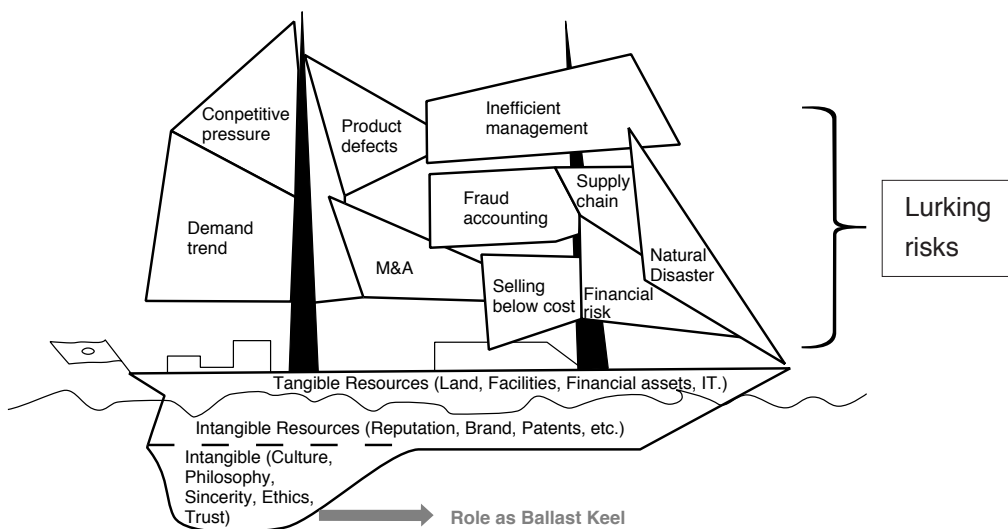 Conpetitive
pressure
Product
defects
Inefficient
management
Demand
trend
M&A
Fraud
accounting
Supply
chain
Selling
below cost
Financial
risk
Natural
Disaster
Lurking
risks
Tangible Resources (Land, Facilities, Financial assets, IT.)
Intangible Resources (Reputation, Brand, Patents, etc.)
Intangible (Culture,
Philosophy,
Sincerity, Ethics,
Trust)
Role as Ballast Keel